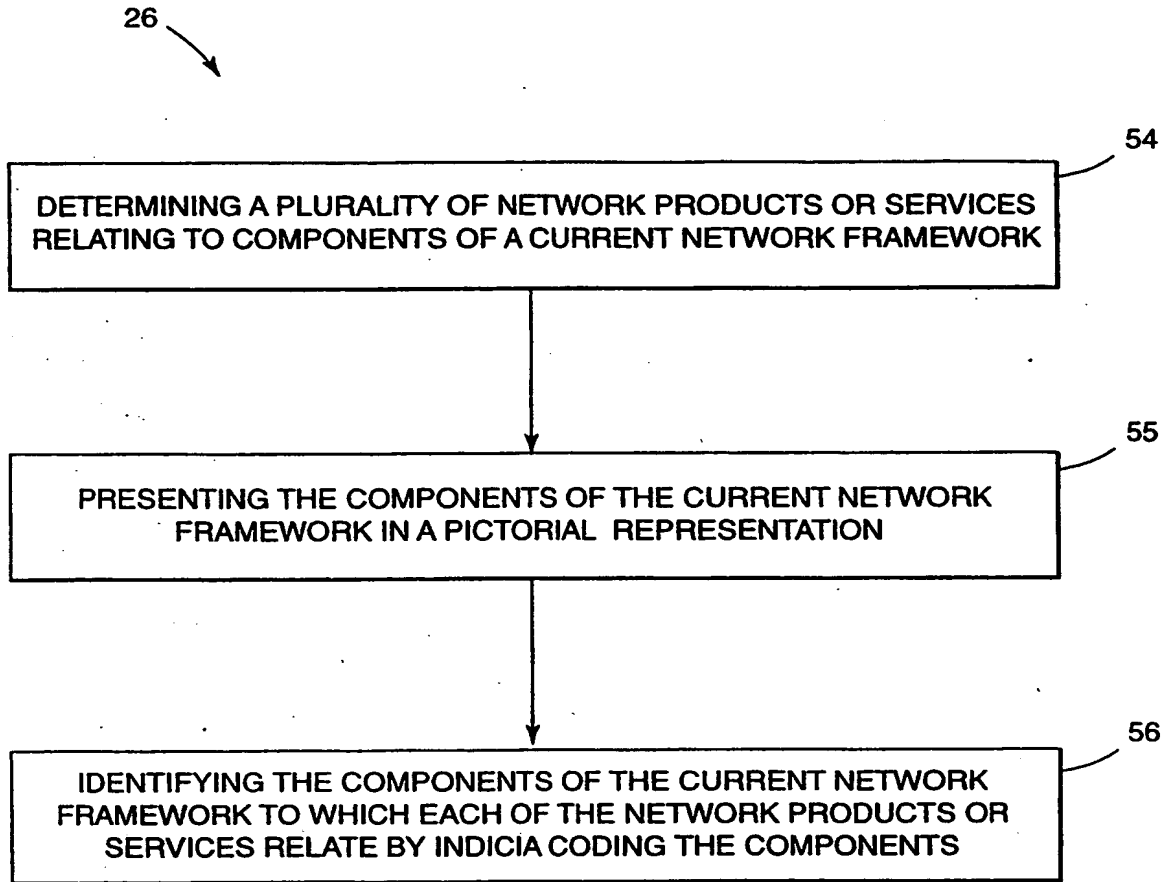 26
54
DETERMINING A PLURALITY OF NETWORK PRODUCTS OR SERVICES
RELATING TO COMPONENTS OF A CURRENT NETWORK FRAMEWORK
55
PRESENTING THE COMPONENTS OF THE CURRENT NETWORK
FRAMEWORK IN A PICTORIAL REPRESENTATION
56
IDENTIFYING THE COMPONENTS OF THE CURRENT NETWORK
FRAMEWORK TO WHICH EACH OF THE NETWORK PRODUCTS OR
SERVICES RELATE BY INDICIA CODING THE COMPONENTS